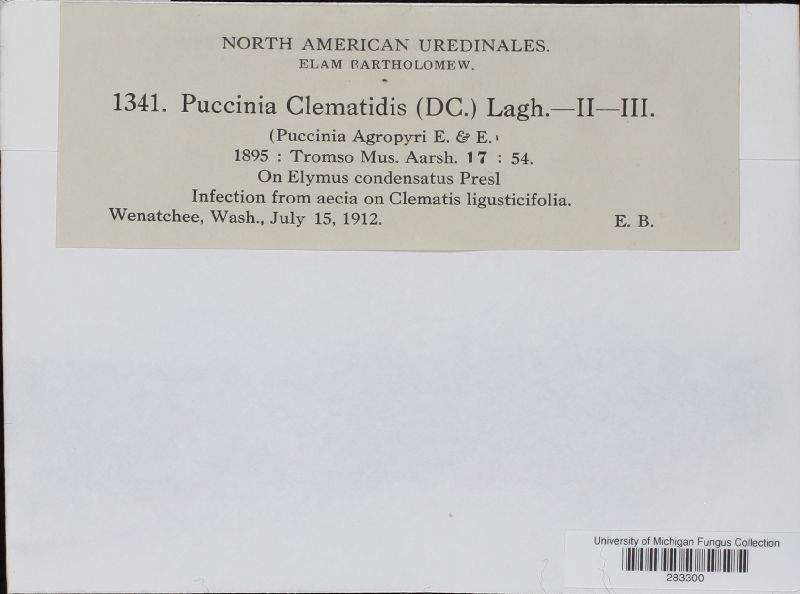 NORTH AMERICAN UREDINALES.
ELAM BARTHOLOMEW.
1341. Puccinia Clematidis (DC.) Lagh.—II—III.
(Puccinia Agropyri E. & E.)
1895 : Tromso Mus. Aarsh. 17 : 54.
On Elymus condensatus Presl
Infection from aecia on Clematis ligusticifolia.
Wenatchee, Wash., July 15, 1912. E. B.
University of Michigan Fungus Collection
283300